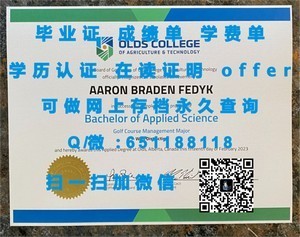 毕业证 成绩单 学费单
OLDS COLLEGE
OF AGRICULTURE & TECHNOLOGY
学历认证 在读证明 offer
AARON BRADEN FEDYK
可做网上存档永久查询
Bachelor of Applied Science
Golf Course Management Major
Q/微:651188118
扫一扫加微信